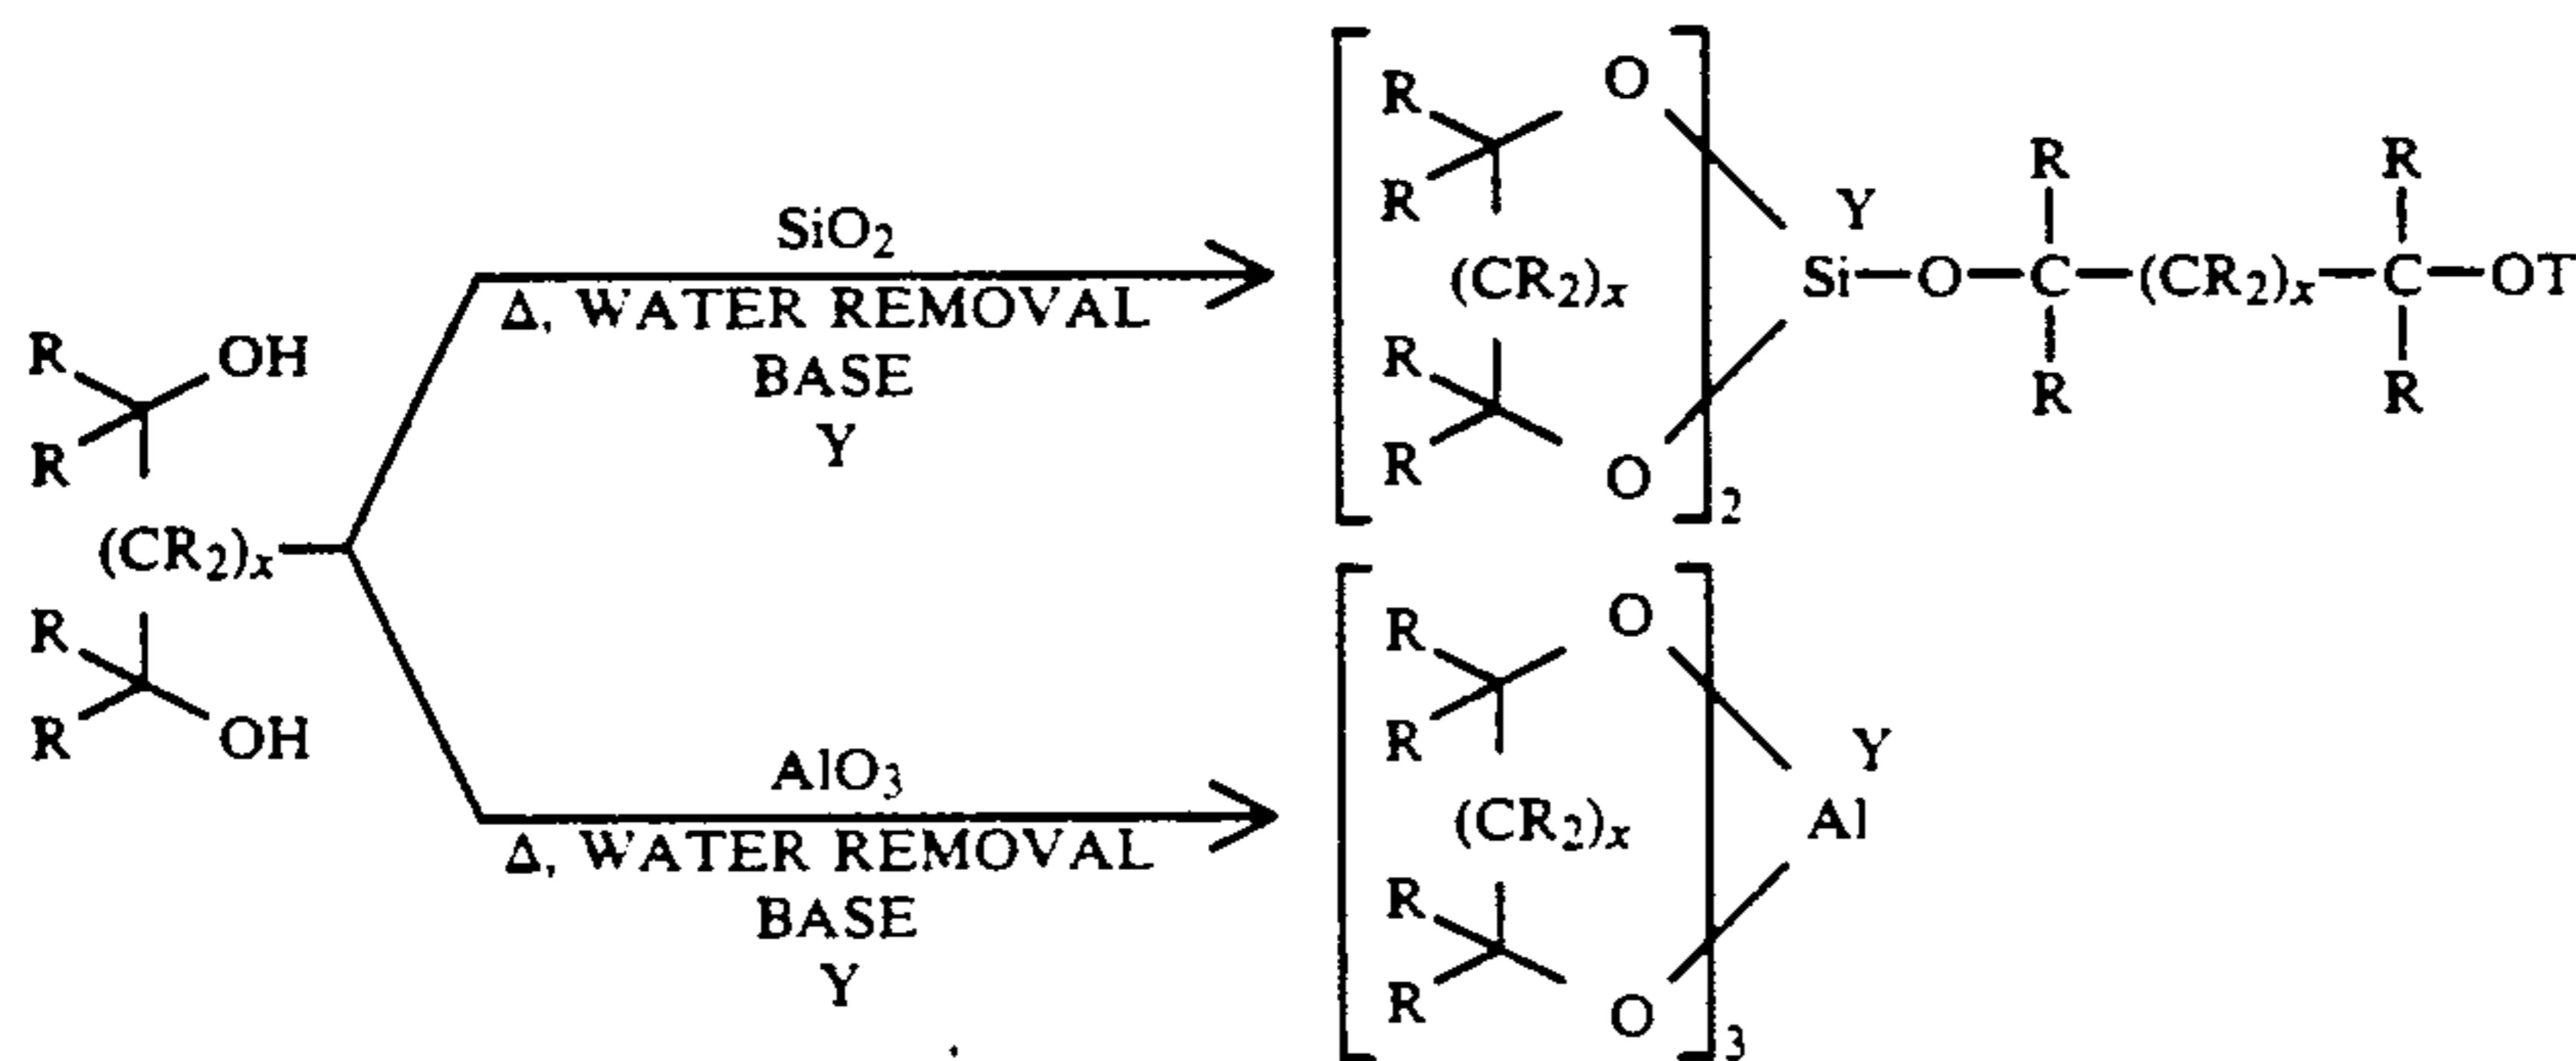 R OH
R
(CR2)x
R
R OH
SiO2
Δ, WATER REMOVAL
BASE
Y
R O
R
(CR2)x
R
R O
2
Y
Si—O—C—(CR2)x—C—OT
R R
R R
AlO3
Δ, WATER REMOVAL
BASE
Y
R O
R
(CR2)x
R
R O
3
Y
Al